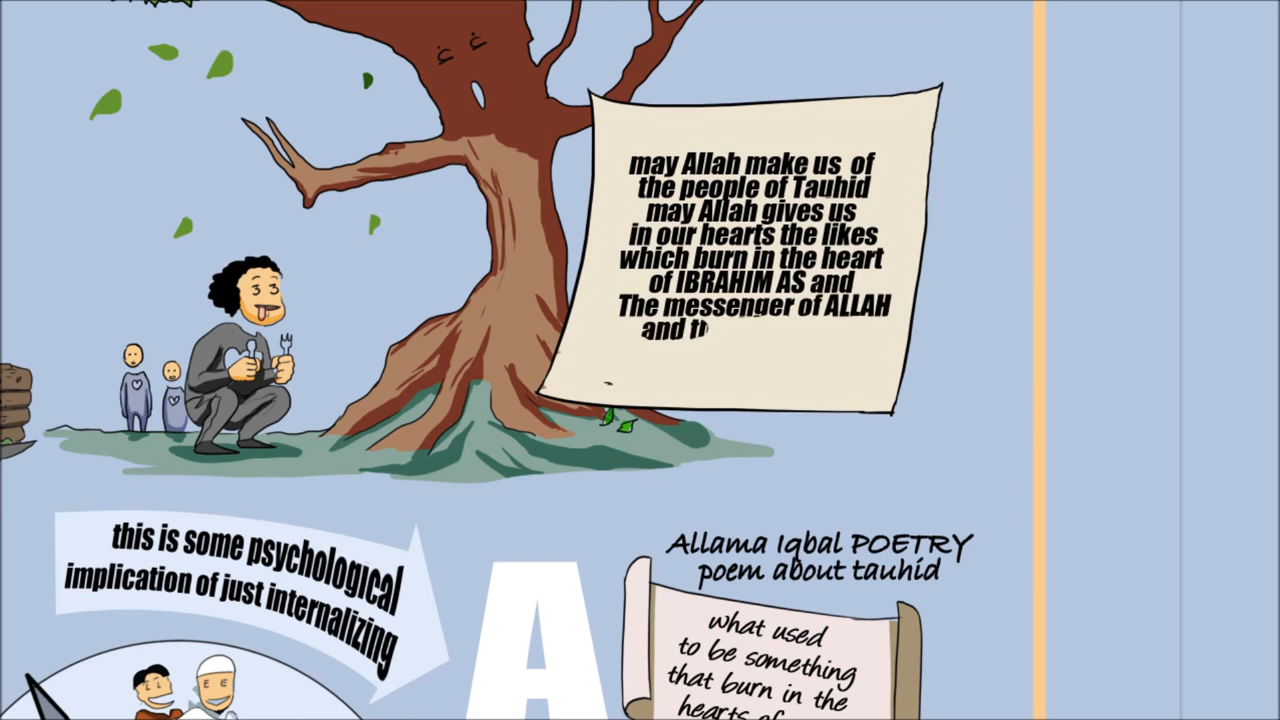 may Allah make us of
the people of Tauhid
may Allah gives us
in our hearts the likes
which burn in the heart
of IBRAHIM AS and
The messenger of ALLAH
and
this is some psychological
implication of just internalizing
A
Allama Iqbal POETRY
poem about tauhid
what used
to be something
that burn in the
hearts of